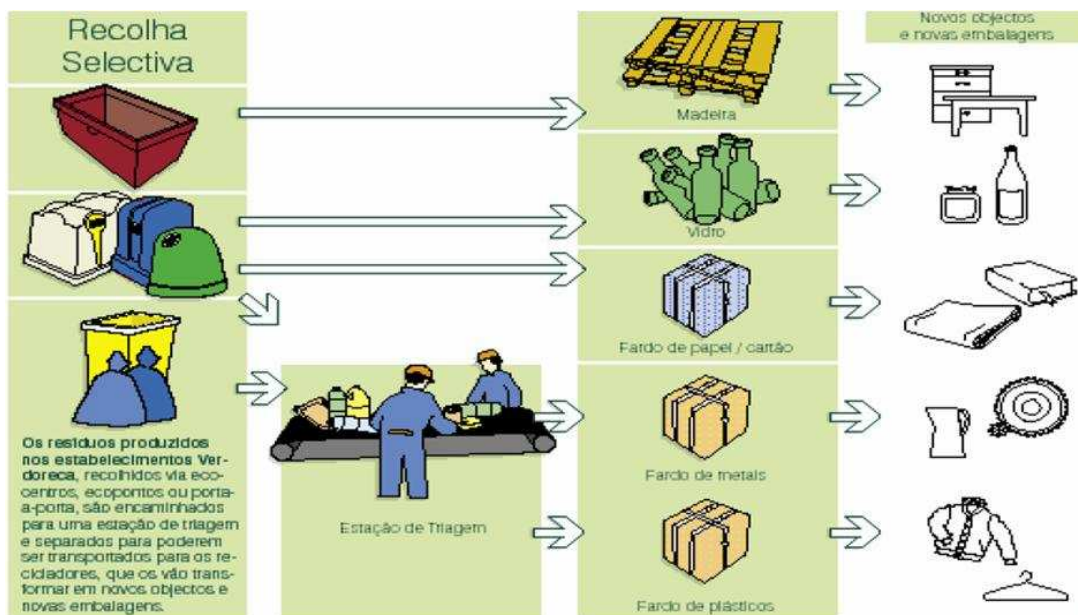 Recolha
Selectiva
Os resíduos produzidos
nos estabelecimentos Ver-
doreca, recolhidos via eco-
centros, ecopontos ou porta-
a-porta, são encaminhados
para uma estação de triagem
e separados para poderem
ser transportados para os re-
cicladores, que os vão trans-
formar em novos objectos e
novas embalagens.
Estação de Triagem
Madeira
Vidro
Fardo de papel / cartão
Fardo de metais
Fardo de plásticos
Novos objectos
e novas embalagens